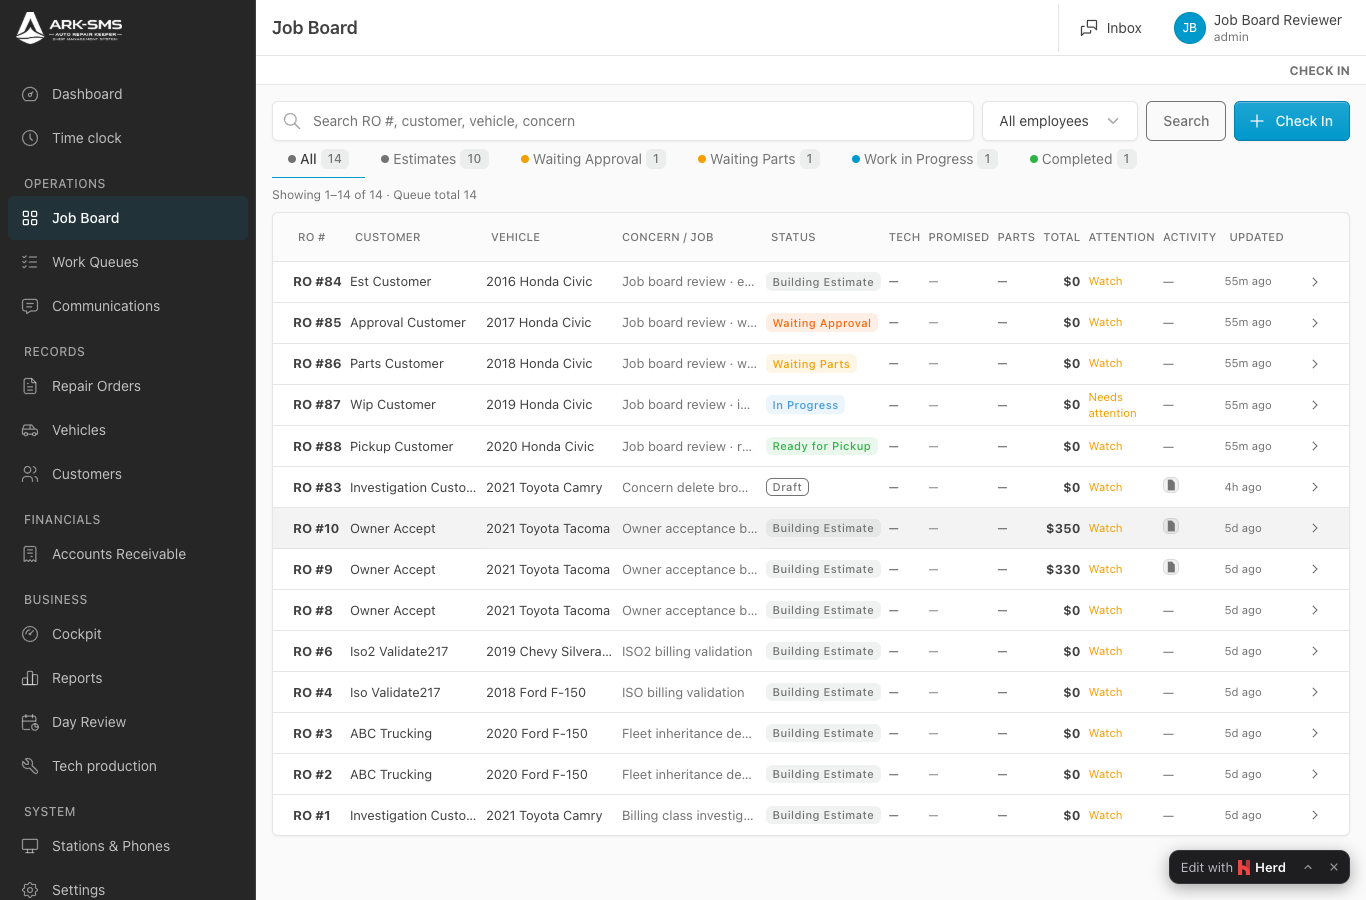 ARK-SMS
AUTO REPAIR KEEPER
SHOP MANAGEMENT SYSTEM
Dashboard
Time clock
OPERATIONS
Job Board
Work Queues
Communications
RECORDS
Repair Orders
Vehicles
Customers
FINANCIALS
Accounts Receivable
BUSINESS
Cockpit
Reports
Day Review
Tech production
SYSTEM
Stations & Phones
Settings
Job Board
Inbox
JB
Job Board Reviewer
admin
CHECK IN
Search RO #, customer, vehicle, concern
All employees
Search
Check In
All 14 Estimates 10 Waiting Approval 1 Waiting Parts 1 Work in Progress 1 Completed 1
Showing 1–14 of 14 · Queue total 14
RO # CUSTOMER VEHICLE CONCERN / JOB STATUS TECH PROMISED PARTS TOTAL ATTENTION ACTIVITY UPDATED
RO #84 Est Customer 2016 Honda Civic Job board review · e... Building Estimate — — — $0 Watch — 55m ago
RO #85 Approval Customer 2017 Honda Civic Job board review · w... Waiting Approval — — — $0 Watch — 55m ago
RO #86 Parts Customer 2018 Honda Civic Job board review · w... Waiting Parts — — — $0 Watch — 55m ago
RO #87 Wip Customer 2019 Honda Civic Job board review · i... In Progress — — — $0 Needs attention — 55m ago
RO #88 Pickup Customer 2020 Honda Civic Job board review · r... Ready for Pickup — — — $0 Watch — 55m ago
RO #83 Investigation Custo... 2021 Toyota Camry Concern delete bro... Draft — — — $0 Watch 4h ago
RO #10 Owner Accept 2021 Toyota Tacoma Owner acceptance b... Building Estimate — — — $350 Watch 5d ago
RO #9 Owner Accept 2021 Toyota Tacoma Owner acceptance b... Building Estimate — — — $330 Watch 5d ago
RO #8 Owner Accept 2021 Toyota Tacoma Owner acceptance b... Building Estimate — — — $0 Watch — 5d ago
RO #6 Iso2 Validate217 2019 Chevy Silvera... ISO2 billing validation Building Estimate — — — $0 Watch — 5d ago
RO #4 Iso Validate217 2018 Ford F-150 ISO billing validation Building Estimate — — — $0 Watch — 5d ago
RO #3 ABC Trucking 2020 Ford F-150 Fleet inheritance de... Building Estimate — — — $0 Watch — 5d ago
RO #2 ABC Trucking 2020 Ford F-150 Fleet inheritance de... Building Estimate — — — $0 Watch — 5d ago
RO #1 Investigation Custo... 2021 Toyota Camry Billing class investig... Building Estimate — — — $0 Watch — 5d ago
Edit with Herd